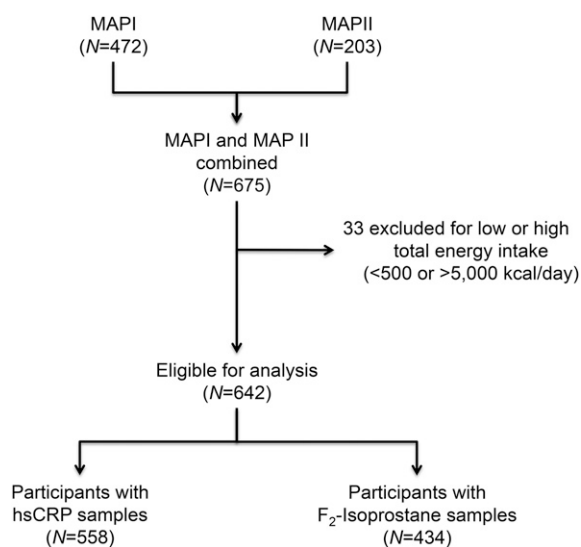 MAPI
(N=472)
MAPII
(N=203)
MAPI and MAP II
combined
(N=675)
33 excluded for low or high
total energy intake
(<500 or >5,000 kcal/day)
Eligible for analysis
(N=642)
Participants with
hsCRP samples
(N=558)
Participants with
F₂-Isoprostane samples
(N=434)